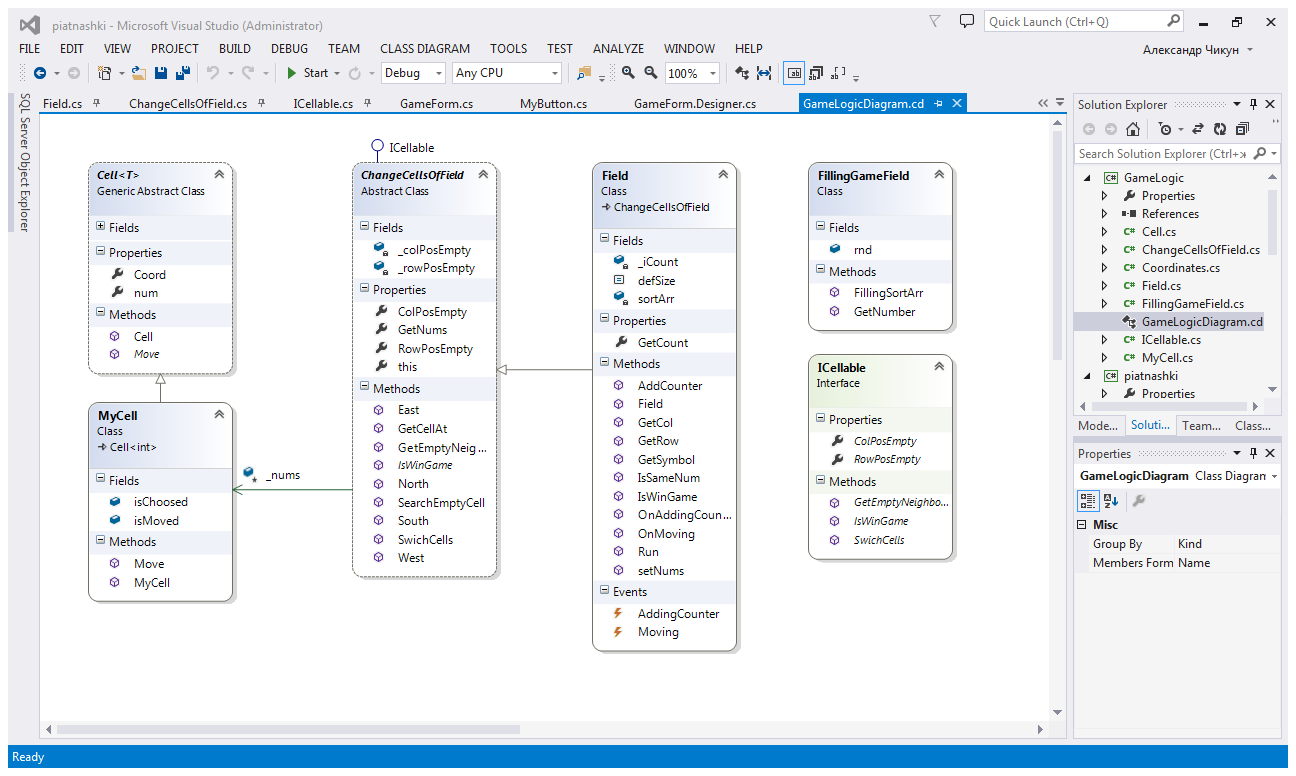 piatnashki - Microsoft Visual Studio (Administrator)
Quick Launch (Ctrl+Q)
FILE EDIT VIEW PROJECT BUILD DEBUG TEAM CLASS DIAGRAM TOOLS TEST ANALYZE WINDOW HELP
Александр Чикун
Start Debug Any CPU 100%
SQL Server Object Explorer
Field.cs ChangeCellsOfField.cs ICellable.cs GameForm.cs MyButton.cs GameForm.Designer.cs GameLogicDiagram.cd
Cell<T>
Generic Abstract Class
Fields
Properties
Coord
num
Methods
Cell
Move
MyCell
Class
Cell<int>
Fields
isChoosed
isMoved
Methods
Move
MyCell
_nums
ICellable
ChangeCellsOfField
Abstract Class
Fields
_colPosEmpty
_rowPosEmpty
Properties
ColPosEmpty
GetNums
RowPosEmpty
this
Methods
East
GetCellAt
GetEmptyNeig...
IsWinGame
North
SearchEmptyCell
South
SwichCells
West
Field
Class
ChangeCellsOfField
Fields
_iCount
defSize
sortArr
Properties
GetCount
Methods
AddCounter
Field
GetCol
GetRow
GetSymbol
IsSameNum
IsWinGame
OnAddingCoun...
OnMoving
Run
setNums
Events
AddingCounter
Moving
FillingGameField
Class
Fields
rnd
Methods
FillingSortArr
GetNumber
ICellable
Interface
Properties
ColPosEmpty
RowPosEmpty
Methods
GetEmptyNeighbo...
IsWinGame
SwichCells
Solution Explorer
Search Solution Explorer (Ctrl+
GameLogic
Properties
References
Cell.cs
ChangeCellsOfField.cs
Coordinates.cs
Field.cs
FillingGameField.cs
GameLogicDiagram.cd
ICellable.cs
MyCell.cs
piatnashki
Properties
Mode... Soluti... Team... Class...
Properties
GameLogicDiagram Class Diagran
Misc
Group By Kind
Members Form Name
Ready